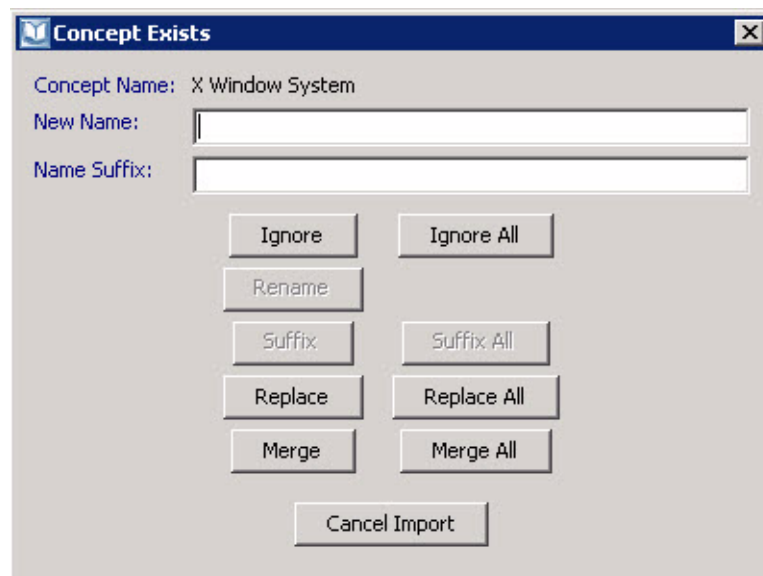 Concept Exists
Concept Name: X Window System
New Name:
Name Suffix:
Ignore Ignore All
Rename
Suffix Suffix All
Replace Replace All
Merge Merge All
Cancel Import